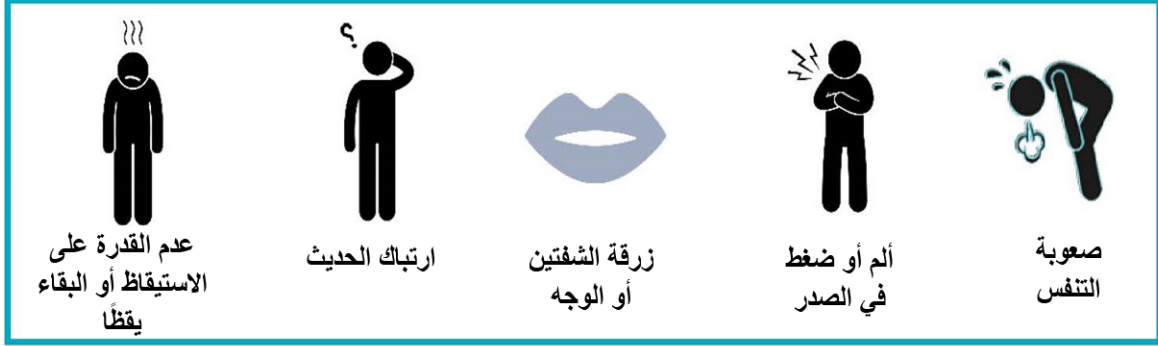 صعوبة
التنفس
ألم أو ضغط
في الصدر
زرقة الشفتين
أو الوجه
ارتباك الحديث
عدم القدرة على
الاستيقاظ أو البقاء
يقظًا
؟